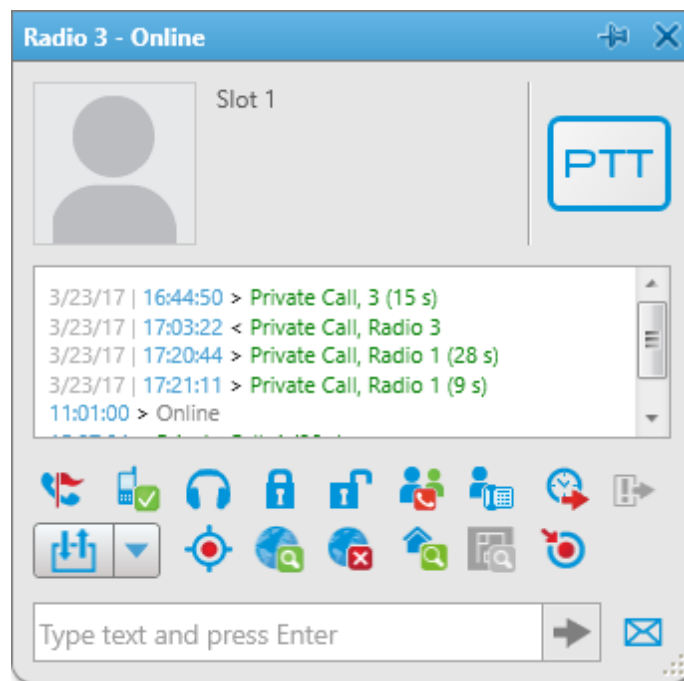 Radio 3 - Online
Slot 1
PTT
3/23/17 | 16:44:50 > Private Call, 3 (15 s)
3/23/17 | 17:03:22 < Private Call, Radio 3
3/23/17 | 17:20:44 > Private Call, Radio 1 (28 s)
3/23/17 | 17:21:11 > Private Call, Radio 1 (9 s)
11:01:00 > Online
Type text and press Enter